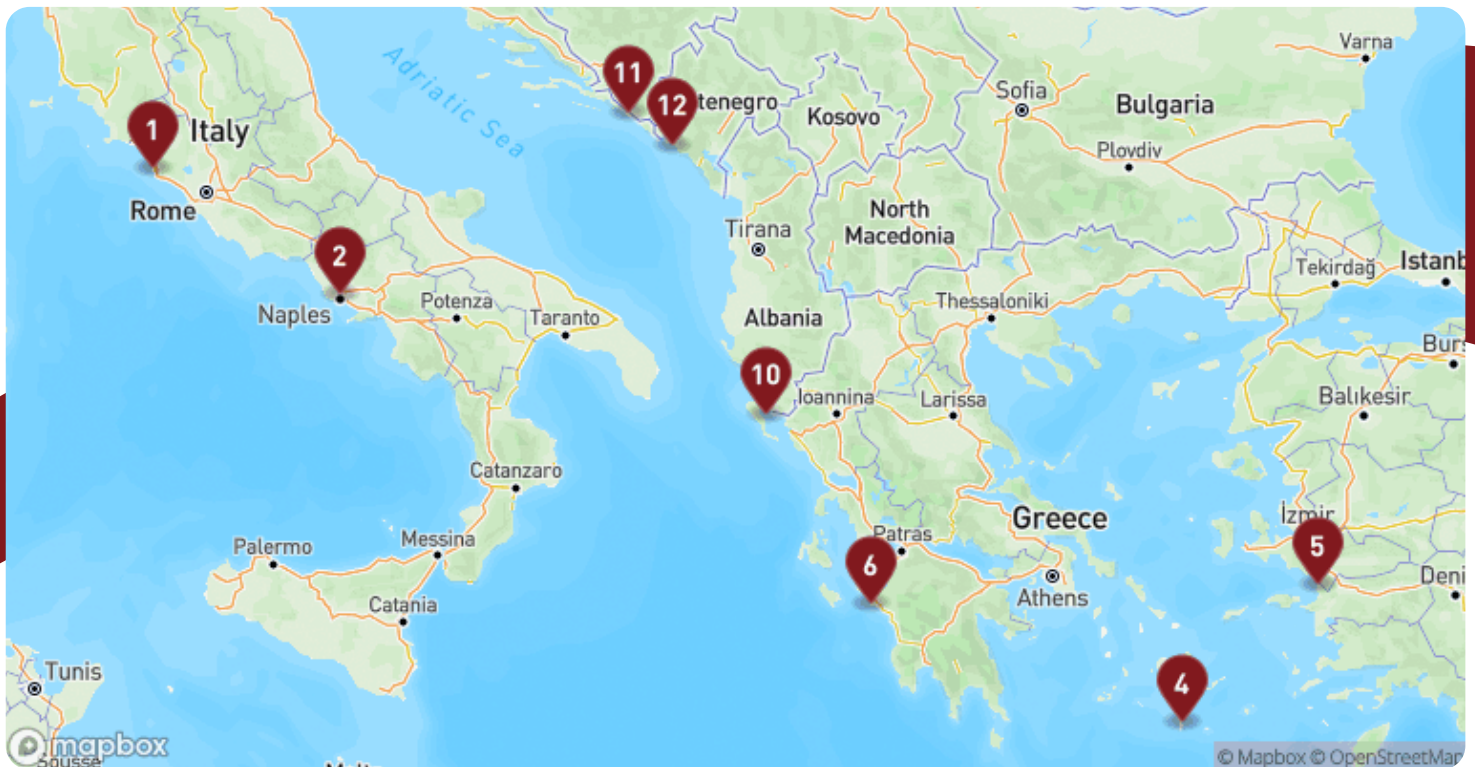 Varna
11
Adriatic Sea
12
tenegro
Sofia
Bulgaria
Kosovo
1
Italy
Plovdiv
Rome
North
Macedonia
Tirana
2
Istanb
Tekirdağ
Naples
Potenza
Taranto
Thessaloniki
Albania
Burs
10
Ioannina
Larissa
Balıkesir
Catanzaro
Greece
İzmir
Patras
5
Messina
Palermo
6
Deni
Athens
Catania
Tunis
4
mapbox
Sousse
© Mapbox © OpenStreetMap